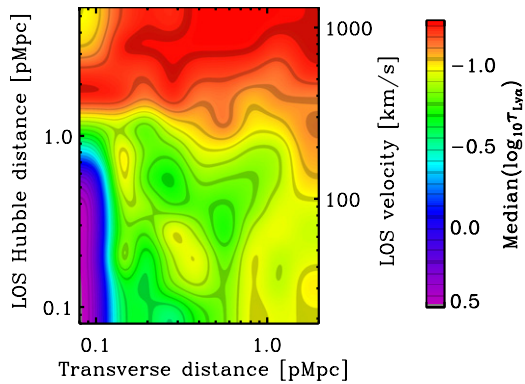 LOS Hubble distance [pMpc]
1.0
0.1
0.1
1.0
Transverse distance [pMpc]
1000
100
LOS velocity [km/s]
-1.0
-0.5
0.0
0.5
Median(log₁₀τLyα)